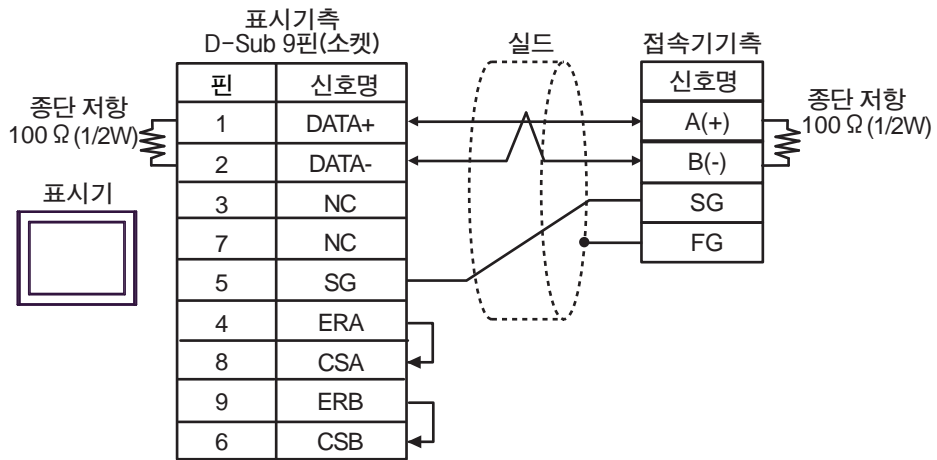 표시기측
D-Sub 9핀(소켓)
실드
접속기기측
핀 신호명
신호명
종단 저항
100 Ω (1/2W)
종단 저항
100 Ω (1/2W)
1 DATA+
A(+)
2 DATA-
B(-)
표시기
3 NC
SG
7 NC
FG
5 SG
4 ERA
8 CSA
9 ERB
6 CSB